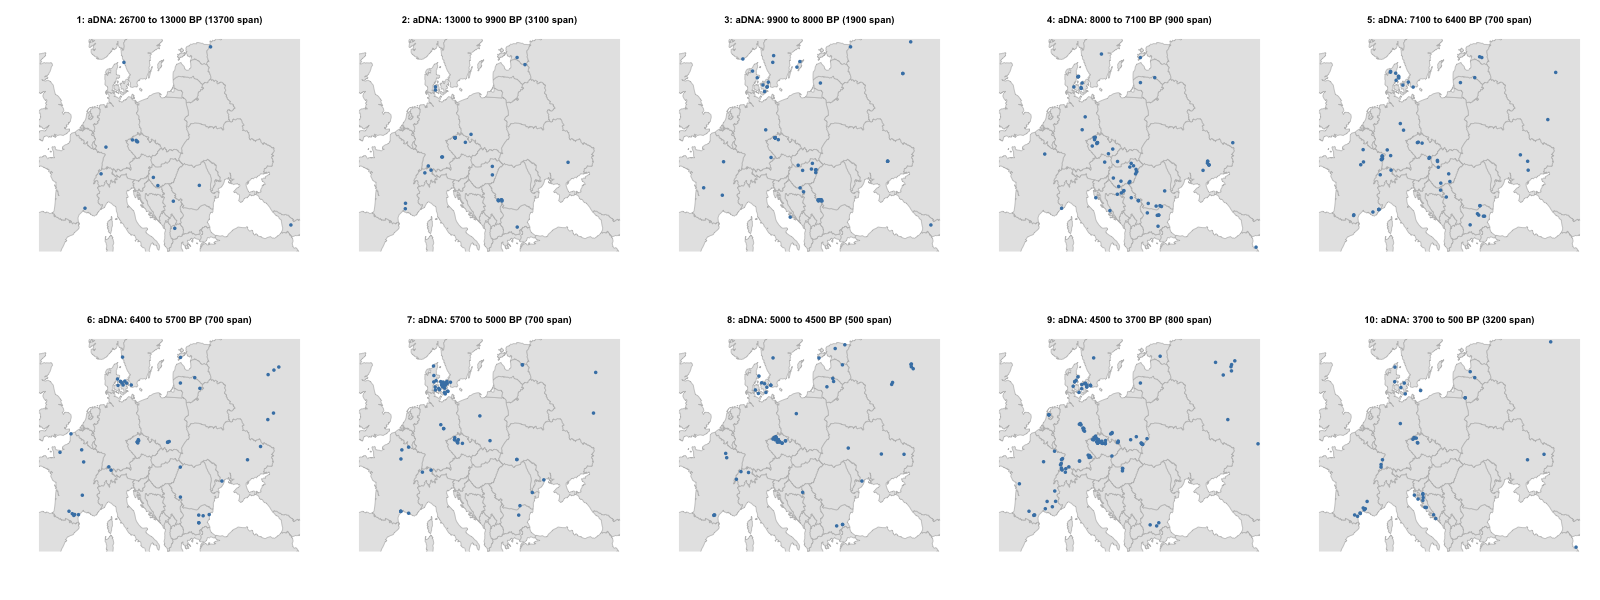 1: aDNA: 26700 to 13000 BP (13700 span)
2: aDNA: 13000 to 9900 BP (3100 span)
3: aDNA: 9900 to 8000 BP (1900 span)
4: aDNA: 8000 to 7100 BP (900 span)
5: aDNA: 7100 to 6400 BP (700 span)
6: aDNA: 6400 to 5700 BP (700 span)
7: aDNA: 5700 to 5000 BP (700 span)
8: aDNA: 5000 to 4500 BP (500 span)
9: aDNA: 4500 to 3700 BP (800 span)
10: aDNA: 3700 to 500 BP (3200 span)